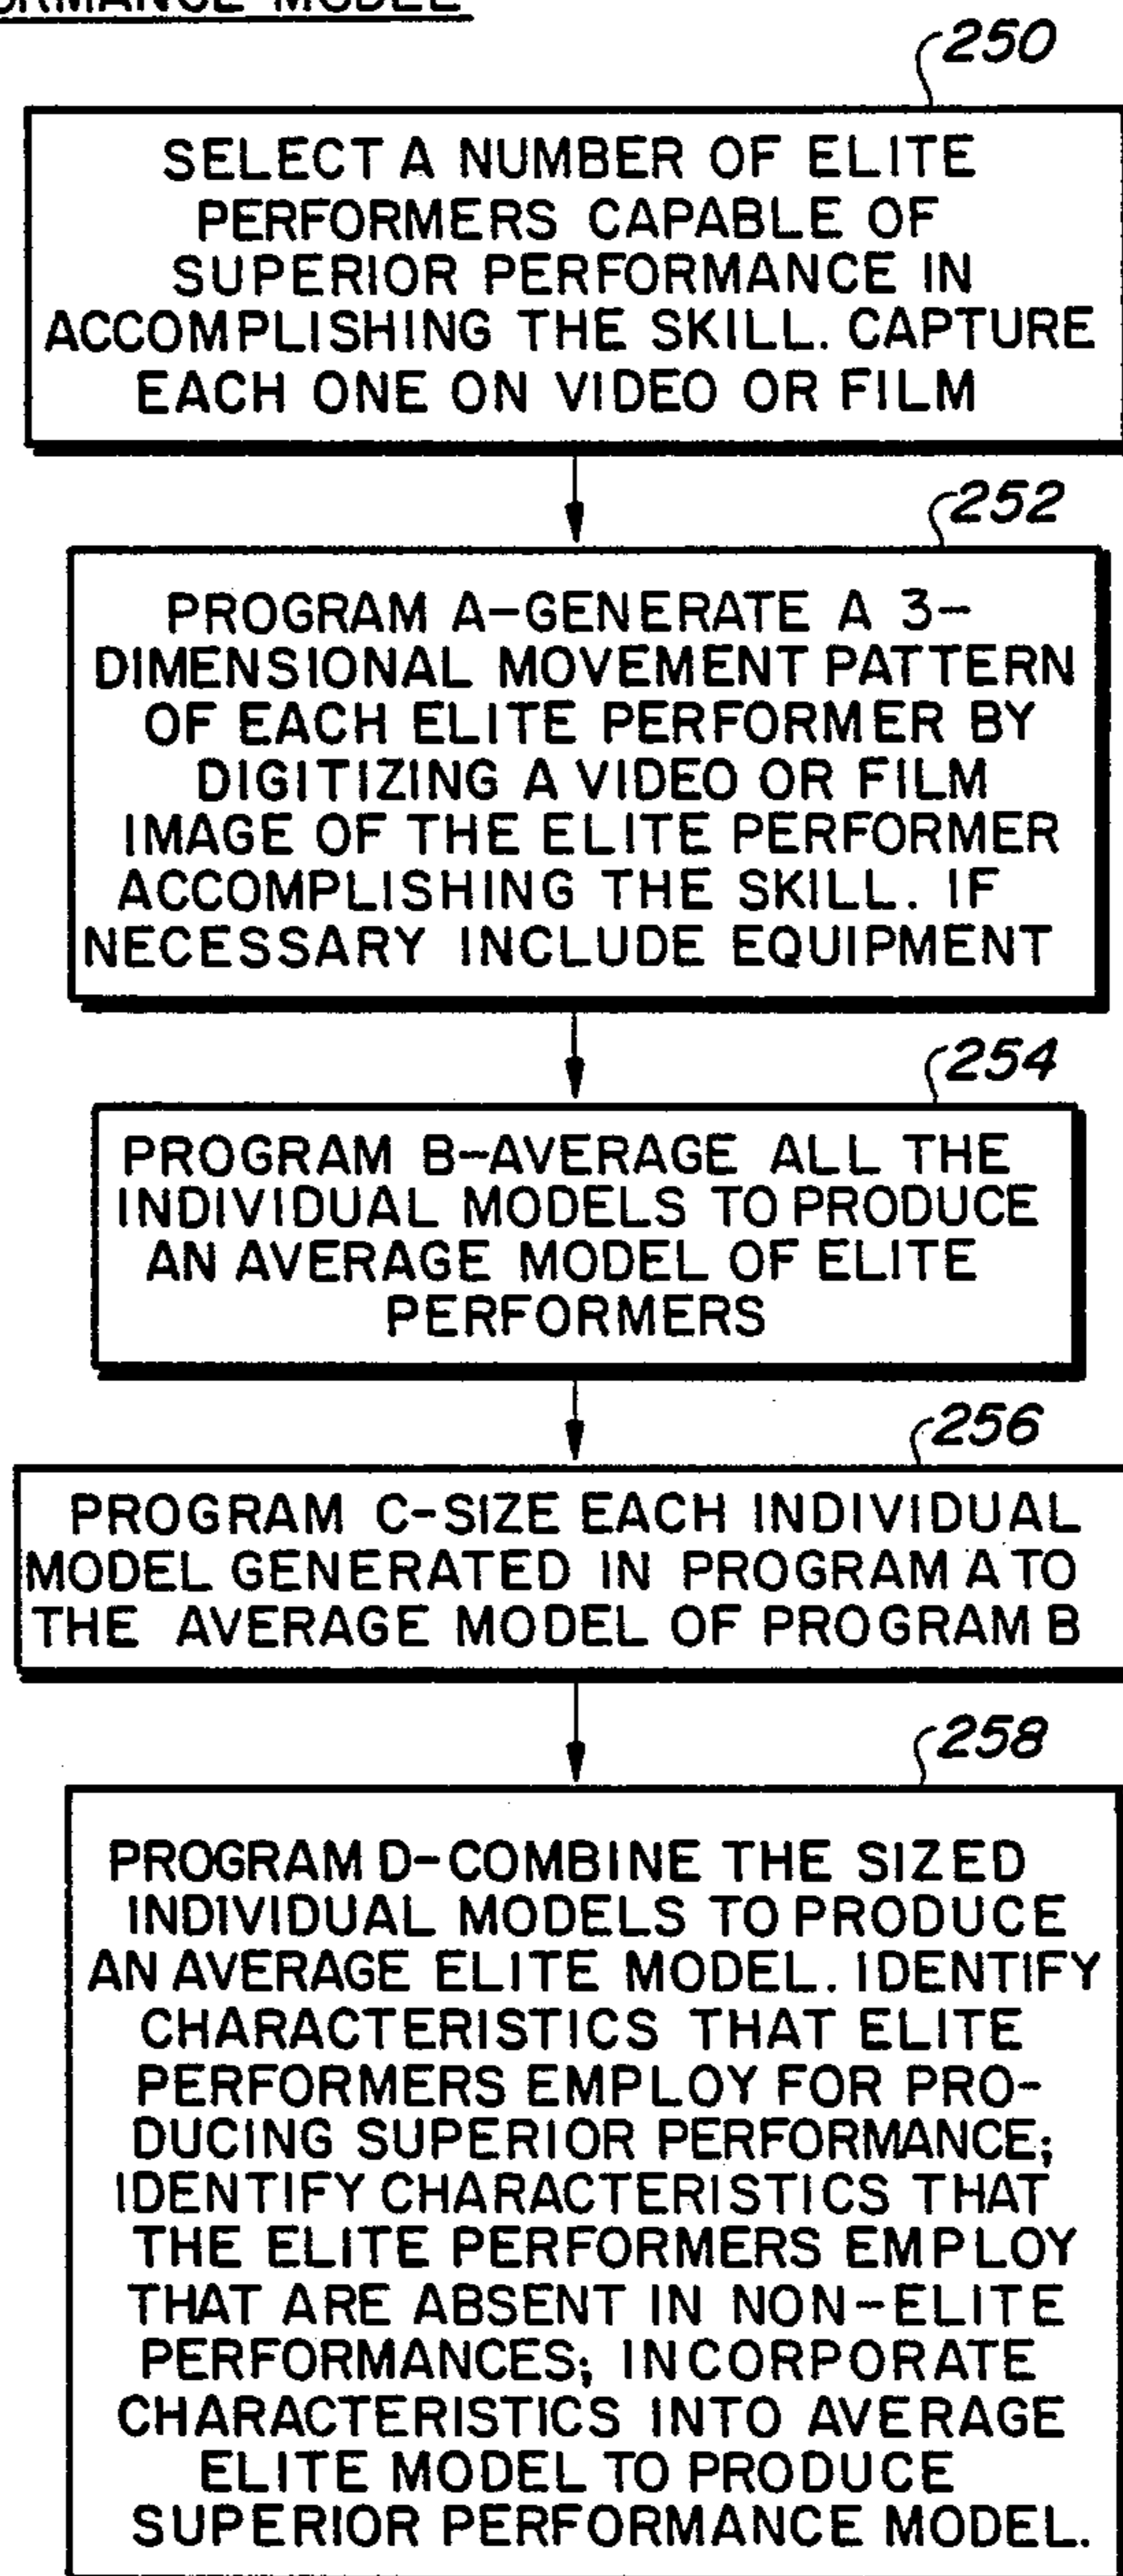 MODEL
250
SELECT A NUMBER OF ELITE
PERFORMERS CAPABLE OF
SUPERIOR PERFORMANCE IN
ACCOMPLISHING THE SKILL. CAPTURE
EACH ONE ON VIDEO OR FILM
252
PROGRAM A-GENERATE A 3-
DIMENSIONAL MOVEMENT PATTERN
OF EACH ELITE PERFORMER BY
DIGITIZING A VIDEO OR FILM
IMAGE OF THE ELITE PERFORMER
ACCOMPLISHING THE SKILL. IF
NECESSARY INCLUDE EQUIPMENT
254
PROGRAM B-AVERAGE ALL THE
INDIVIDUAL MODELS TO PRODUCE
AN AVERAGE MODEL OF ELITE
PERFORMERS
256
PROGRAM C-SIZE EACH INDIVIDUAL
MODEL GENERATED IN PROGRAM A TO
THE AVERAGE MODEL OF PROGRAM B
258
PROGRAM D-COMBINE THE SIZED
INDIVIDUAL MODELS TO PRODUCE
AN AVERAGE ELITE MODEL. IDENTIFY
CHARACTERISTICS THAT ELITE
PERFORMERS EMPLOY FOR PRO-
DUCING SUPERIOR PERFORMANCE;
IDENTIFY CHARACTERISTICS THAT
THE ELITE PERFORMERS EMPLOY
THAT ARE ABSENT IN NON-ELITE
PERFORMANCES; INCORPORATE
CHARACTERISTICS INTO AVERAGE
ELITE MODEL TO PRODUCE
SUPERIOR PERFORMANCE MODEL.